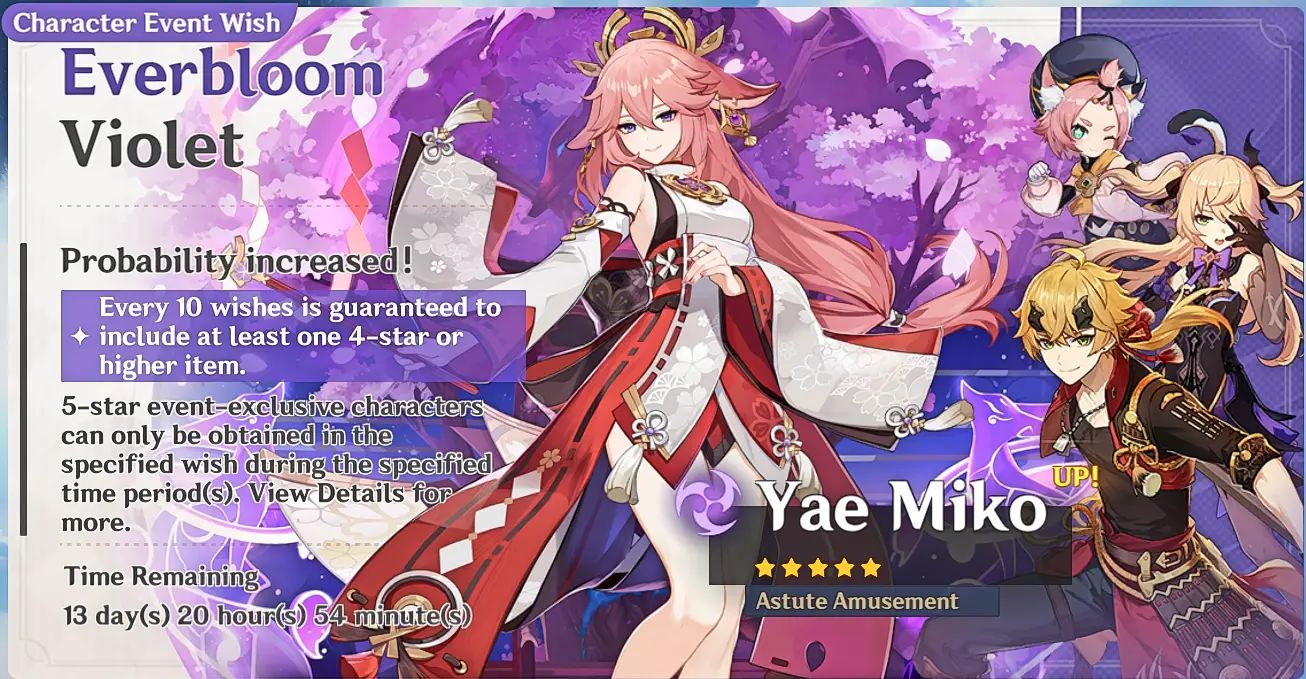 Character Event Wish
Everbloom
Violet
Probability increased!
Every 10 wishes is guaranteed to
include at least one 4-star or
higher item.
5-star event-exclusive characters
can only be obtained in the
specified wish during the specified
time period(s). View Details for
more.
Time Remaining
13 day(s) 20 hour(s) 54 minute(s)
UP!
Yae Miko
Astute Amusement